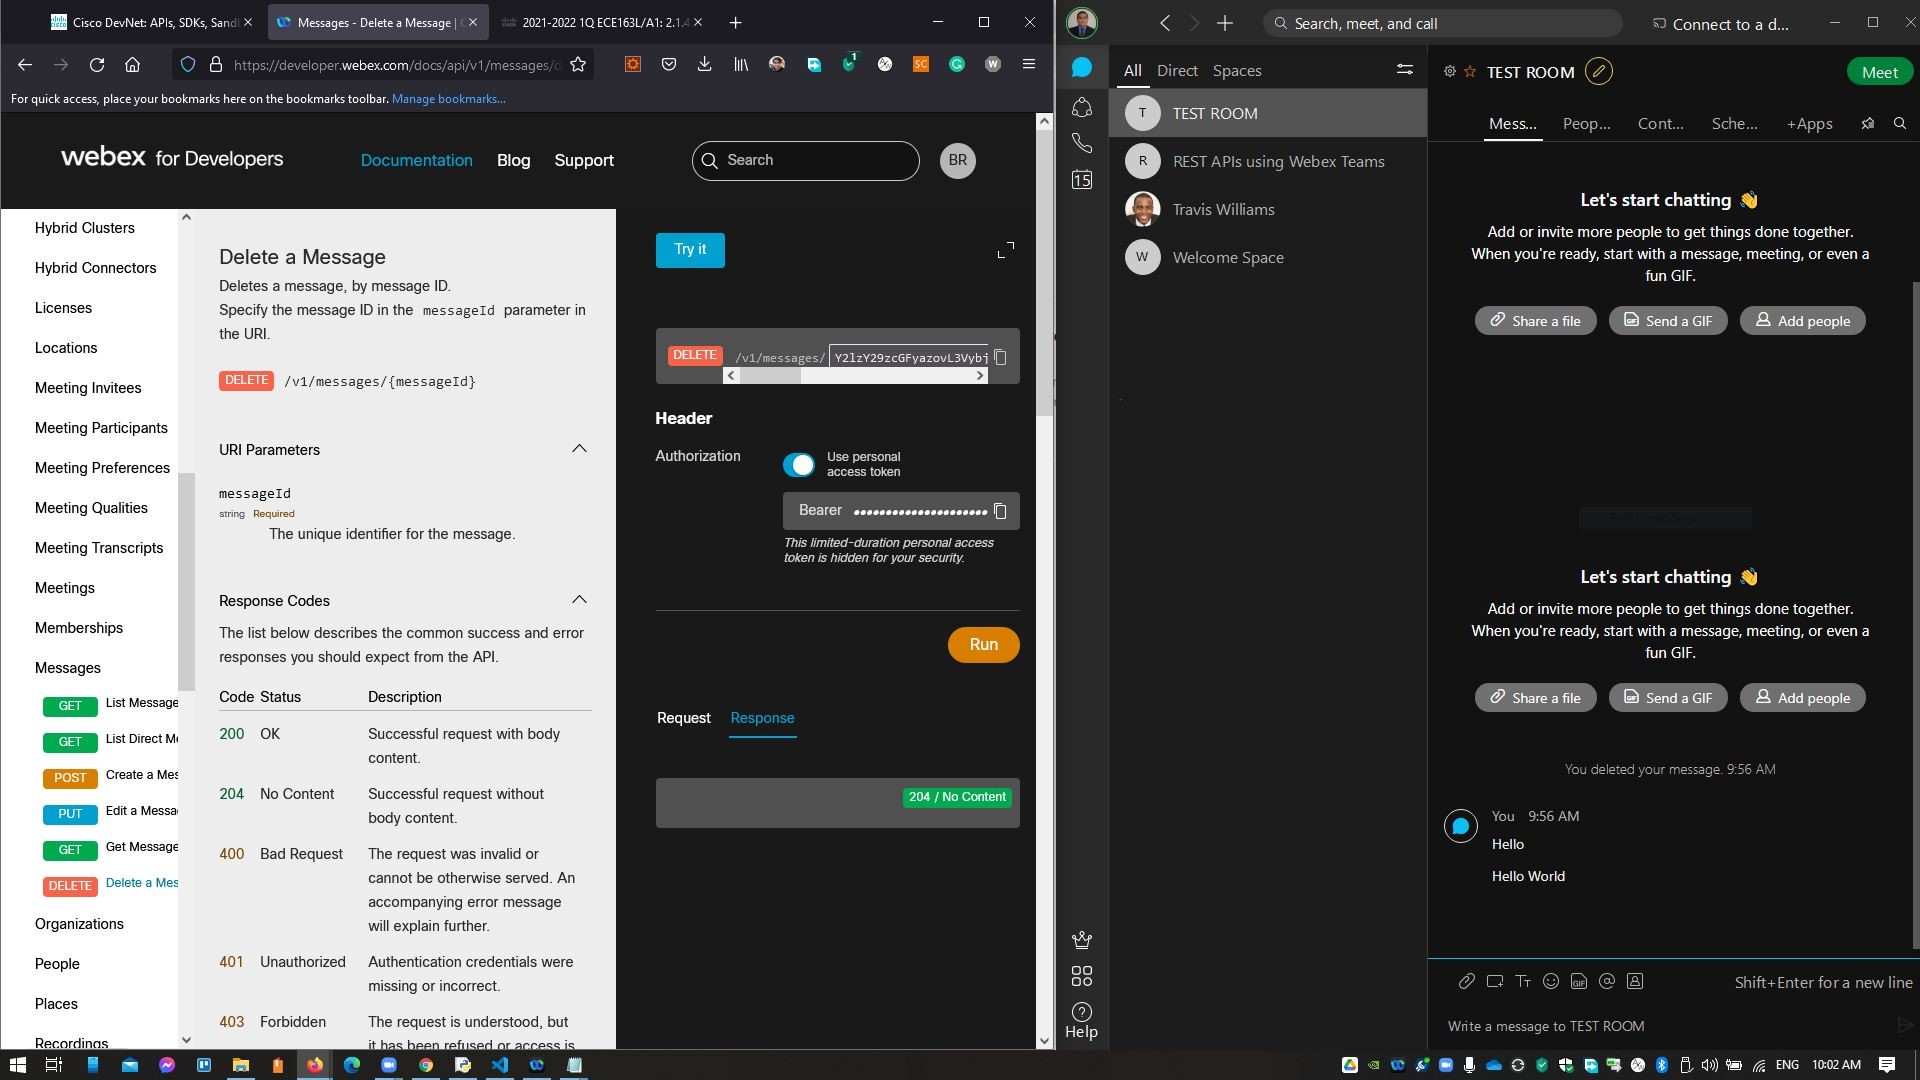 Cisco DevNet: APIs, SDKs, Sand
Messages - Delete a Message |
2021-2022 1Q ECE163L/A1: 2.1.4
https://developer.webex.com/docs/api/v1/messages/d
For quick access, place your bookmarks here on the bookmarks toolbar. Manage bookmarks...
webex for Developers
Documentation
Blog
Support
Search
BR
Hybrid Clusters
Hybrid Connectors
Licenses
Locations
Meeting Invitees
Meeting Participants
Meeting Preferences
Meeting Qualities
Meeting Transcripts
Meetings
Memberships
Messages
GET List Message
GET List Direct Me
POST Create a Mes
PUT Edit a Messa
GET Get Message
DELETE Delete a Mes
Organizations
People
Places
Recordings
Delete a Message
Deletes a message, by message ID.
Specify the message ID in the messageId parameter in
the URI.
DELETE /v1/messages/{messageId}
URI Parameters
messageId
string Required
The unique identifier for the message.
Response Codes
The list below describes the common success and error
responses you should expect from the API.
Code Status Description
200 OK Successful request with body
content.
204 No Content Successful request without
body content.
400 Bad Request The request was invalid or
cannot be otherwise served. An
accompanying error message
will explain further.
401 Unauthorized Authentication credentials were
missing or incorrect.
403 Forbidden The request is understood, but
it has been refused or access is
Try it
DELETE /v1/messages/ Y2lzY29zcGFyazovL3Vybj
Header
Authorization
Use personal
access token
Bearer ••••••••••••••••••••
This limited-duration personal access
token is hidden for your security.
Run
Request
Response
204 / No Content
Search, meet, and call
Connect to a d...
All
Direct
Spaces
T TEST ROOM
R REST APIs using Webex Teams
Travis Williams
W Welcome Space
15
Help
TEST ROOM
Meet
Mess...
Peop...
Cont...
Sche...
+Apps
Let's start chatting 👋
Add or invite more people to get things done together.
When you're ready, start with a message, meeting, or even a
fun GIF.
Share a file
Send a GIF
Add people
Let's start chatting 👋
Add or invite more people to get things done together.
When you're ready, start with a message, meeting, or even a
fun GIF.
Share a file
Send a GIF
Add people
You deleted your message. 9:56 AM
You 9:56 AM
Hello
Hello World
Shift+Enter for a new line
Write a message to TEST ROOM
ENG
10:02 AM